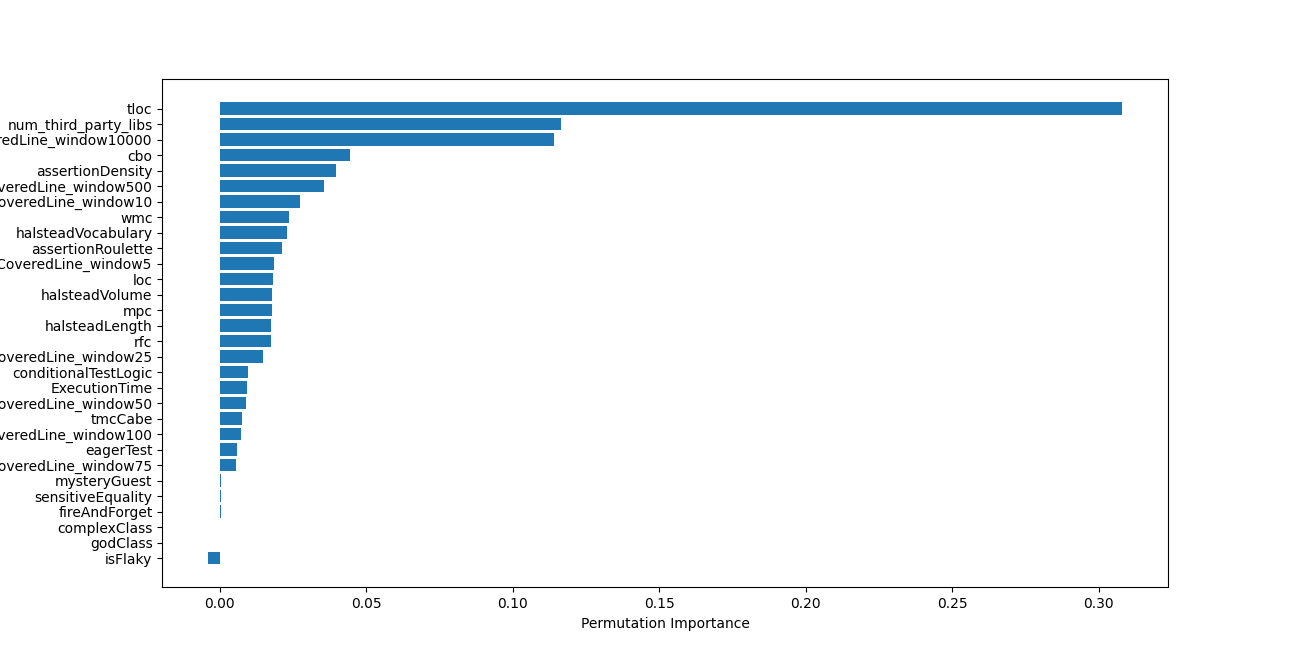 tloc
num_third_party_libs
redLine_window10000
cbo
assertionDensity
veredLine_window500
overedLine_window10
wmc
halsteadVocabulary
assertionRoulette
CoveredLine_window5
loc
halsteadVolume
mpc
halsteadLength
rfc
overedLine_window25
conditionalTestLogic
ExecutionTime
overedLine_window50
tmcCabe
veredLine_window100
eagerTest
overedLine_window75
mysteryGuest
sensitiveEquality
fireAndForget
complexClass
godClass
isFlaky
0.00 0.05 0.10 0.15 0.20 0.25 0.30
Permutation Importance